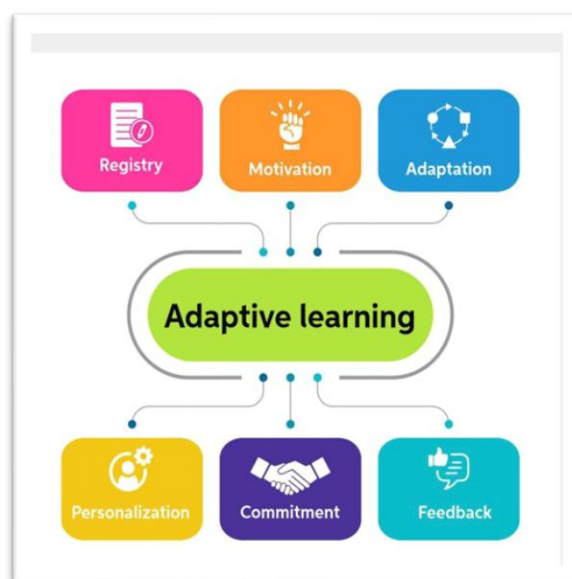 Registry
Motivation
Adaptation
Adaptive learning
Personalization
Commitment
Feedback